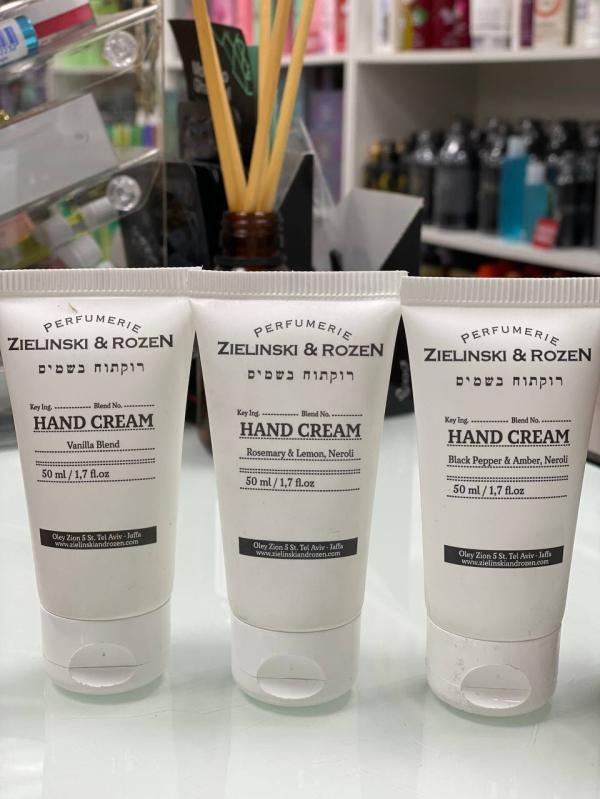 PERFUMERIE
ZIELINSKI & ROZEN
רוקתוח בשמים
Key Ing. ............ Blend No. ............
HAND CREAM
Vanilla Blend
50 ml / 1,7 fl.oz
Oley Zion 5 St. Tel Aviv - Jaffa
www.zielinskiandrozen.com
PERFUMERIE
ZIELINSKI & ROZEN
רוקתוח בשמים
Key Ing. ............ Blend No. ............
HAND CREAM
Rosemary & Lemon, Neroli
50 ml / 1,7 fl.oz
Oley Zion 5 St. Tel Aviv - Jaffa
www.zielinskiandrozen.com
PERFUMERIE
ZIELINSKI & ROZEN
רוקתוח בשמים
Key Ing. ............ Blend No. ............
HAND CREAM
Black Pepper & Amber, Neroli
50 ml / 1,7 fl.oz
Oley Zion 5 St. Tel Aviv - Jaffa
www.zielinskiandrozen.com